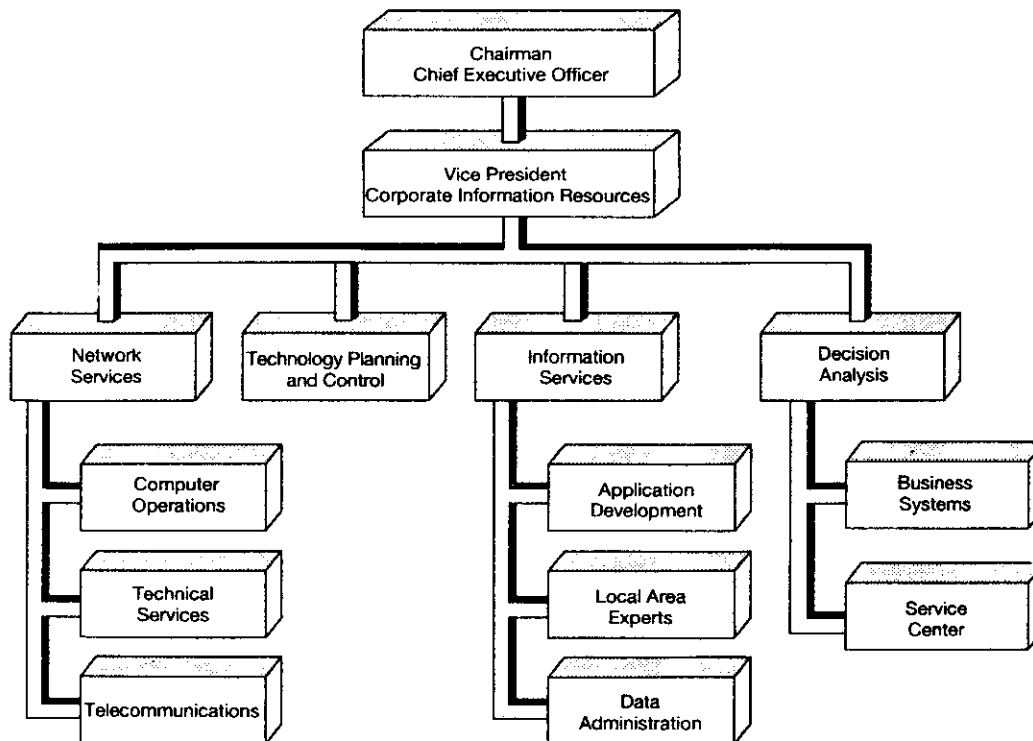 Chairman
Chief Executive Officer
Vice President
Corporate Information Resources
Network
Services
Technology Planning
and Control
Information
Services
Decision
Analysis
Computer
Operations
Technical
Services
Telecommunications
Application
Development
Local Area
Experts
Data
Administration
Business
Systems
Service
Center